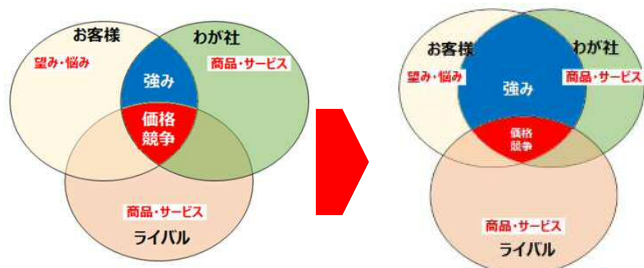 お客様
わが社
望み・悩み
商品・サービス
強み
価格
競争
商品・サービス
ライバル
お客様
わが社
望み・悩み
商品・サービス
強み
価格
競争
商品・サービス
ライバル